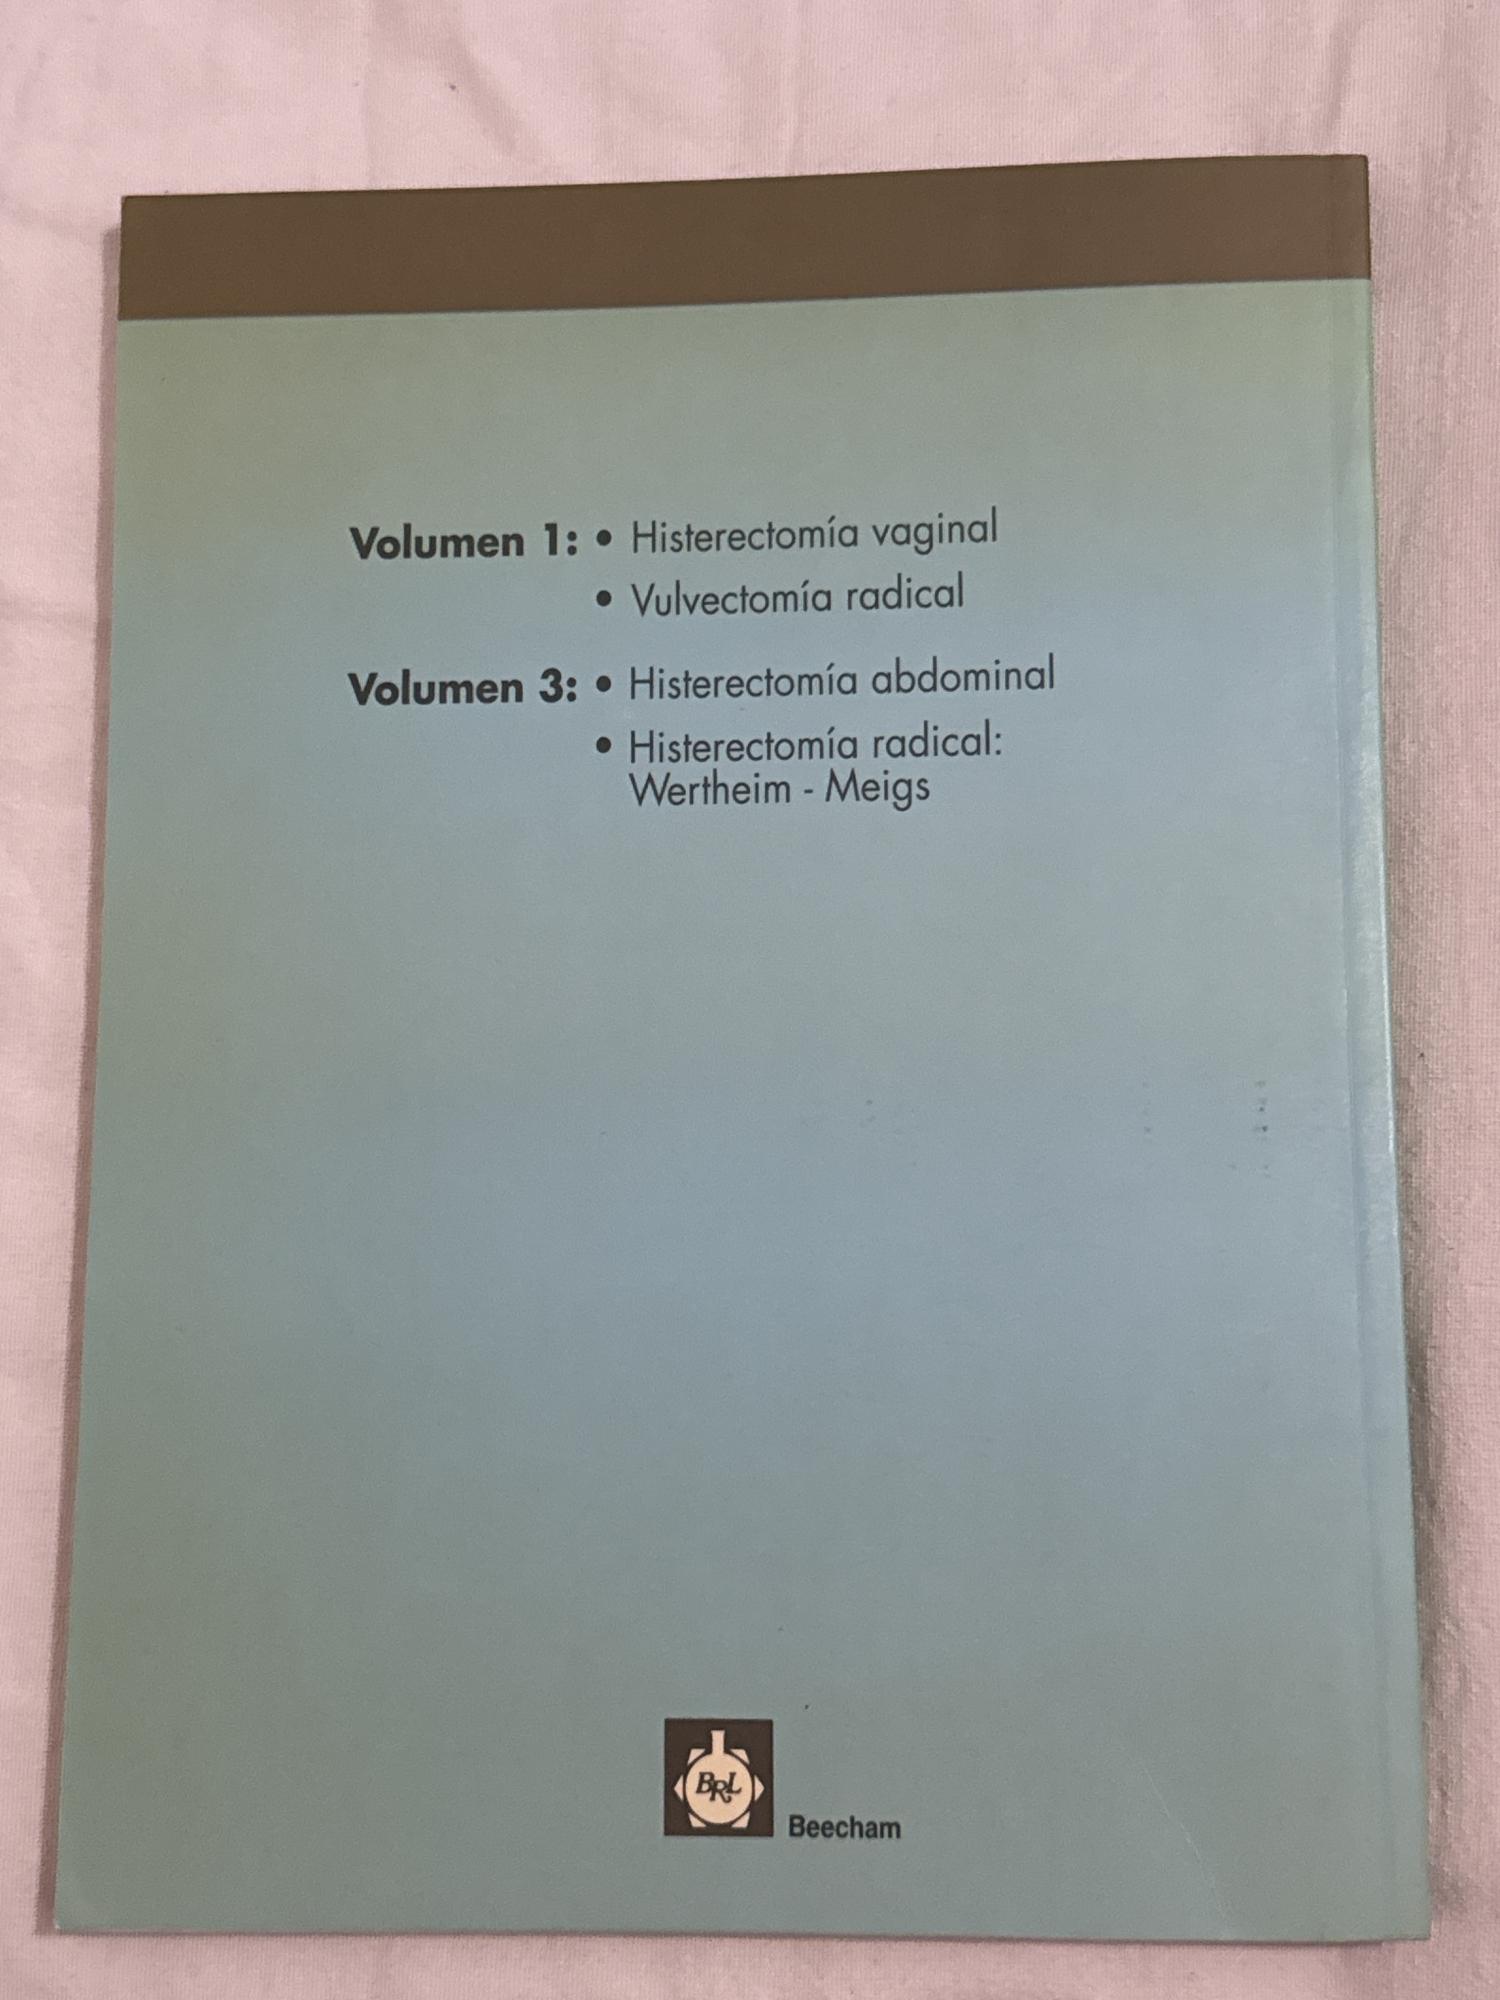 Volumen 1: • Histerectomía vaginal
• Vulvectomía radical
Volumen 3: • Histerectomía abdominal
• Histerectomía radical:
Wertheim - Meigs
BRL
Beecham